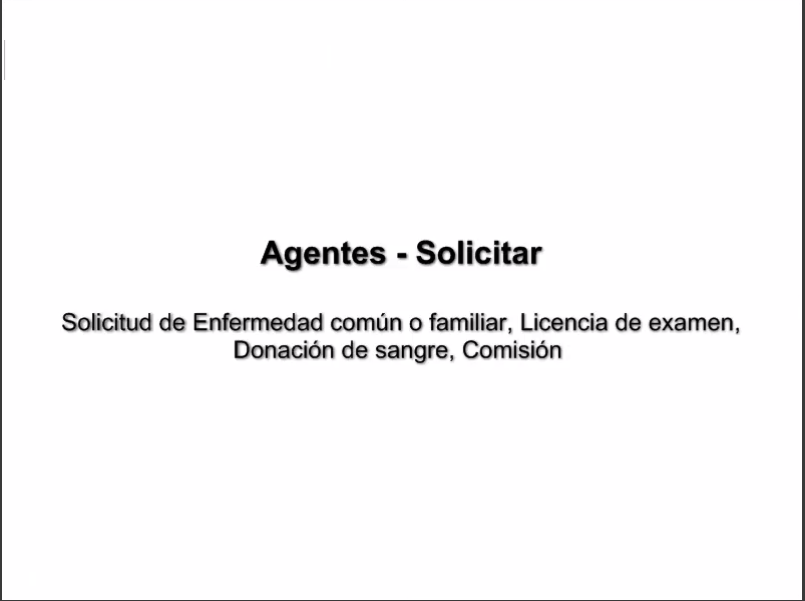 Agentes - Solicitar
Solicitud de Enfermedad común o familiar, Licencia de examen,
Donación de sangre, Comisión